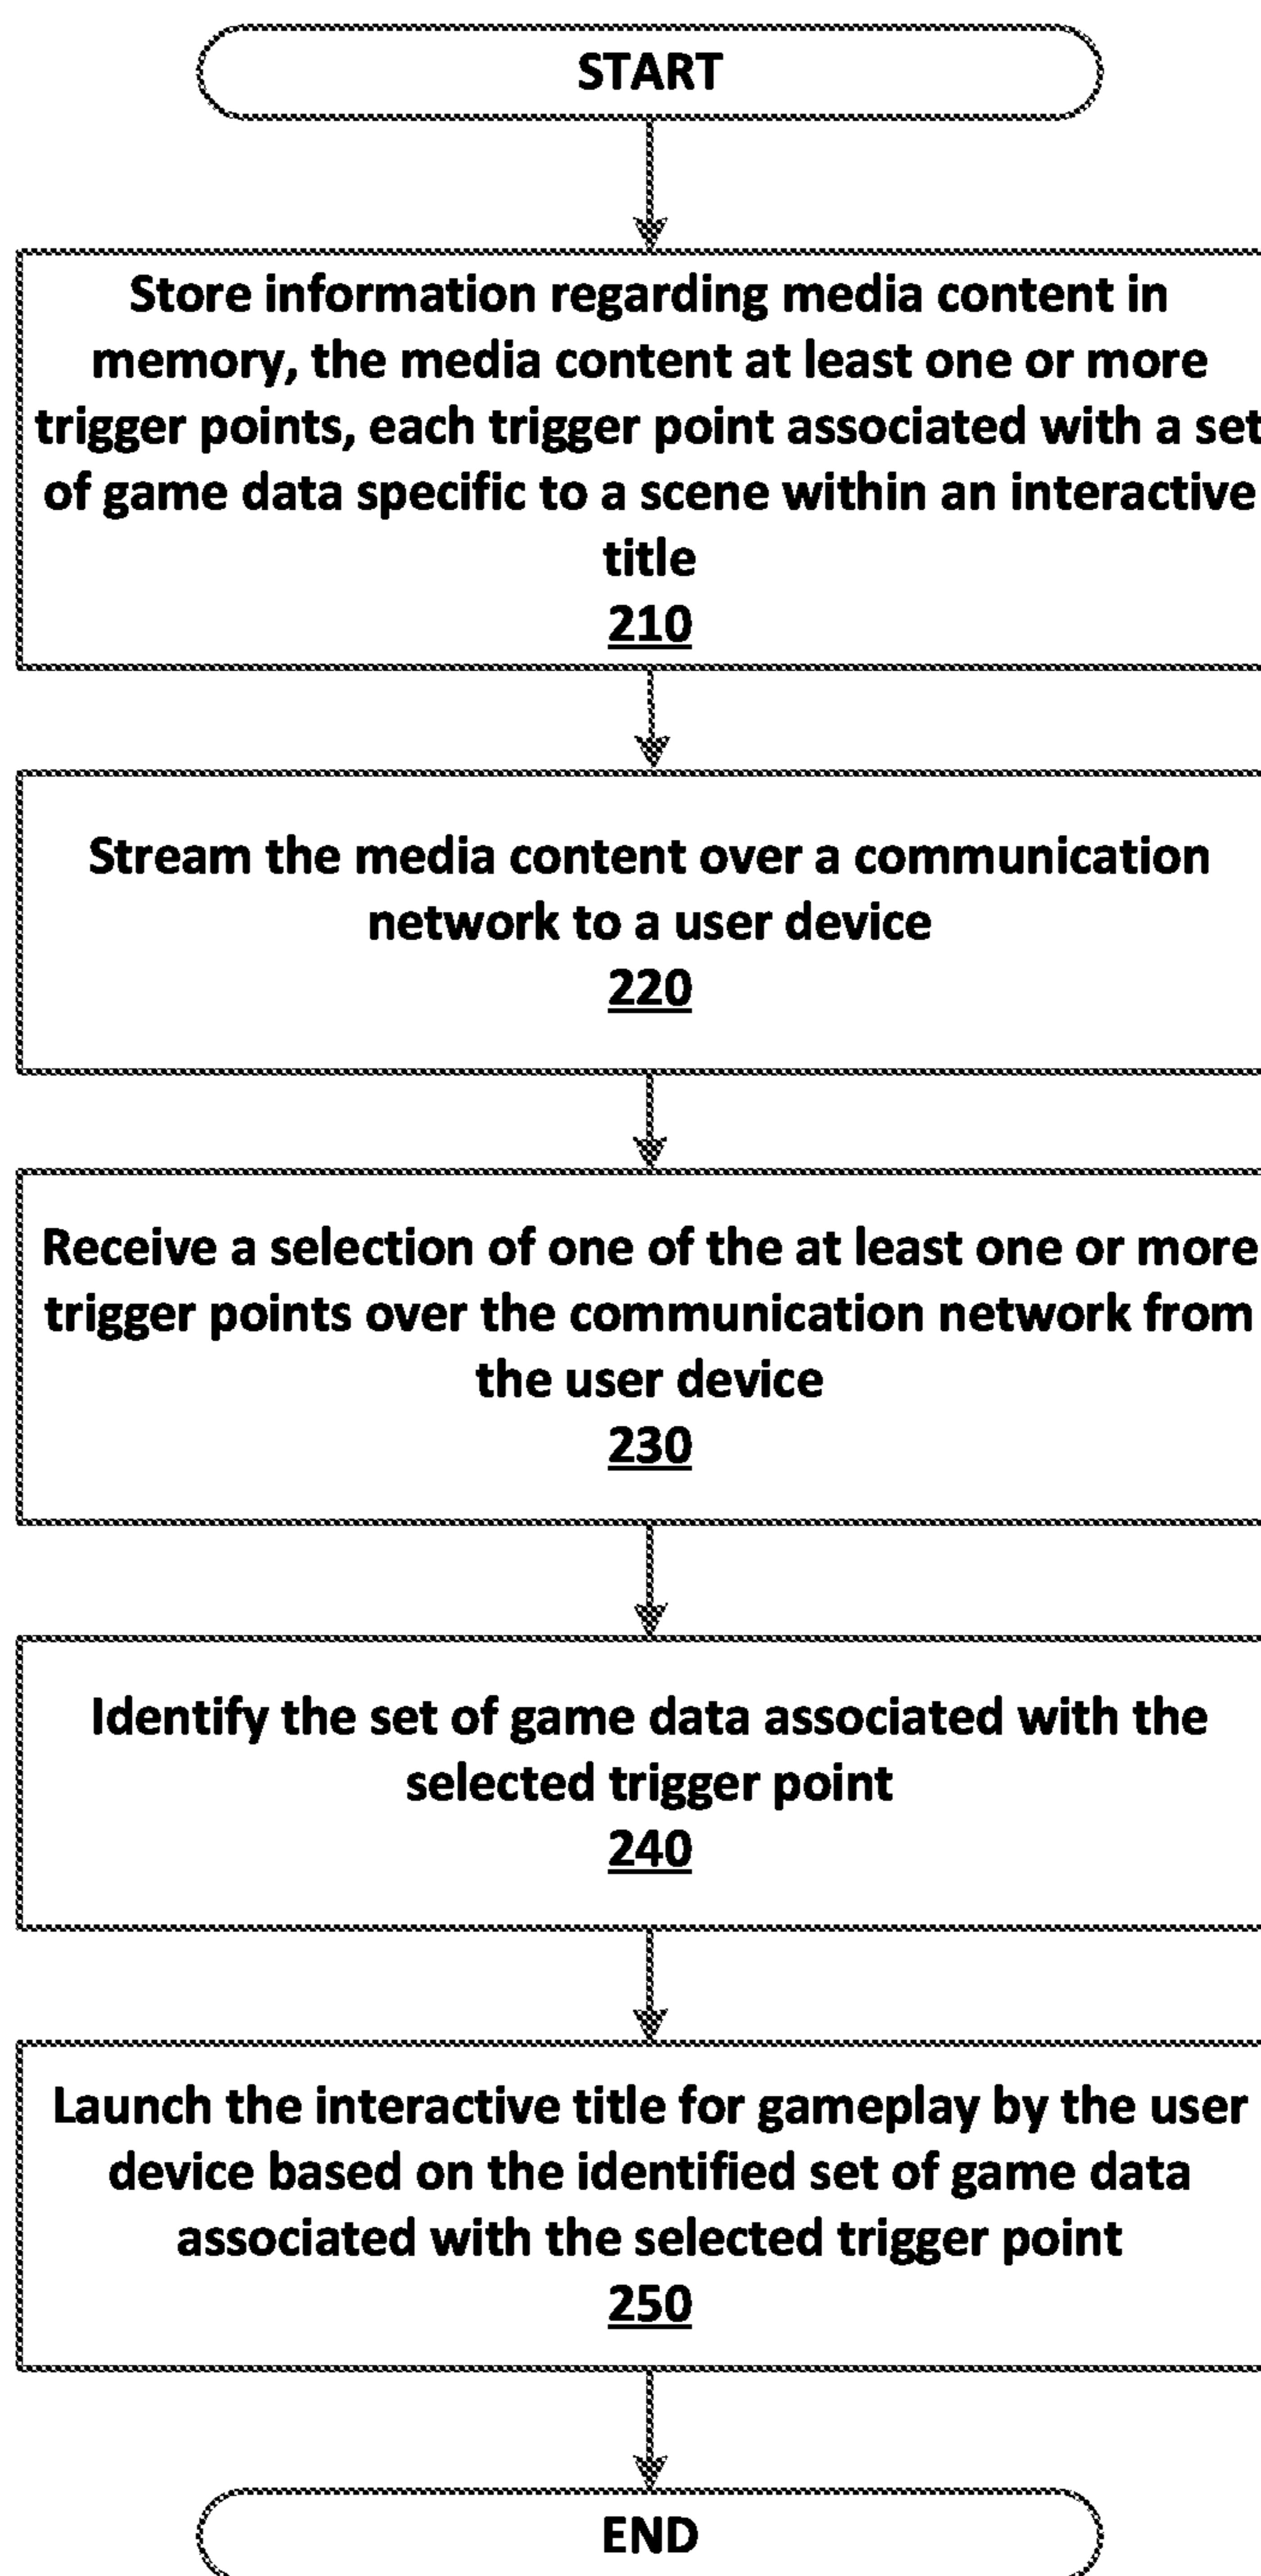 START
Store information regarding media content in
memory, the media content at least one or more
trigger points, each trigger point associated with a set
of game data specific to a scene within an interactive
title
210
Stream the media content over a communication
network to a user device
220
Receive a selection of one of the at least one or more
trigger points over the communication network from
the user device
230
Identify the set of game data associated with the
selected trigger point
240
Launch the interactive title for gameplay by the user
device based on the identified set of game data
associated with the selected trigger point
250
END